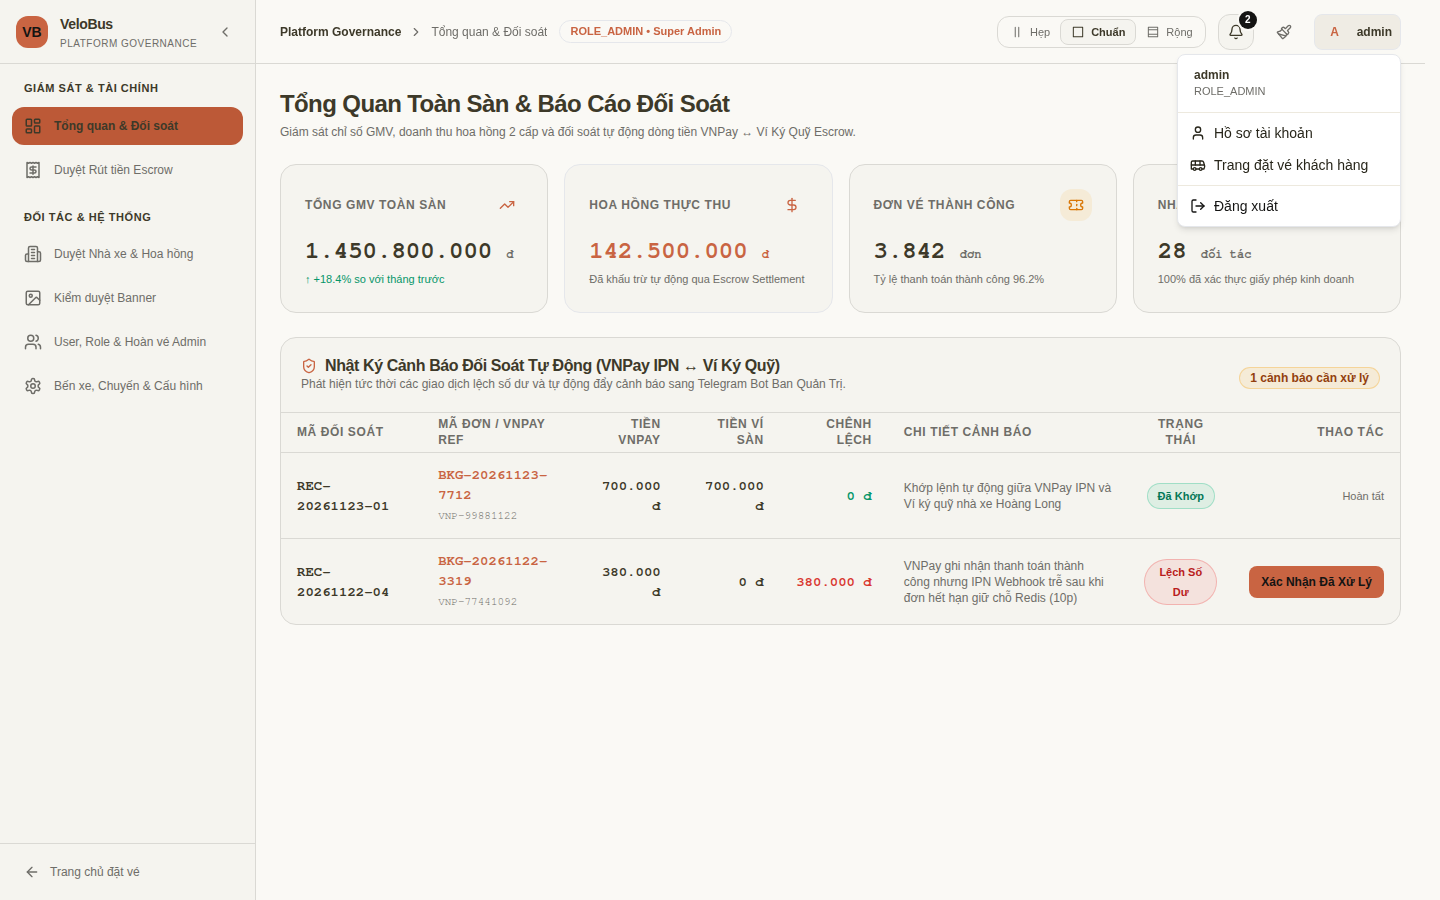 VB
VeloBus
PLATFORM GOVERNANCE
GIÁM SÁT & TÀI CHÍNH
Tổng quan & Đối soát
Duyệt Rút tiền Escrow
ĐỐI TÁC & HỆ THỐNG
Duyệt Nhà xe & Hoa hồng
Kiểm duyệt Banner
User, Role & Hoàn vé Admin
Bến xe, Chuyến & Cấu hình
Trang chủ đặt vé
Platform Governance
Tổng quan & Đối soát
ROLE_ADMIN • Super Admin
Hẹp
Chuẩn
Rộng
2
A
admin
admin
ROLE_ADMIN
Hồ sơ tài khoản
Trang đặt vé khách hàng
Đăng xuất
Tổng Quan Toàn Sàn & Báo Cáo Đối Soát
Giám sát chỉ số GMV, doanh thu hoa hồng 2 cấp và đối soát tự động dòng tiền VNPay ↔ Ví Ký Quỹ Escrow.
TỔNG GMV TOÀN SÀN
1.450.800.000 đ
↑ +18.4% so với tháng trước
HOA HỒNG THỰC THU
142.500.000 đ
Đã khấu trừ tự động qua Escrow Settlement
ĐƠN VÉ THÀNH CÔNG
3.842 đơn
Tỷ lệ thanh toán thành công 96.2%
28 đối tác
100% đã xác thực giấy phép kinh doanh
Nhật Ký Cảnh Báo Đối Soát Tự Động (VNPay IPN ↔ Ví Ký Quỹ)
Phát hiện tức thời các giao dịch lệch số dư và tự động đẩy cảnh báo sang Telegram Bot Ban Quản Trị.
1 cảnh báo cần xử lý
MÃ ĐỐI SOÁT
MÃ ĐƠN / VNPAY
REF
TIỀN
VNPAY
TIỀN VÍ
SÀN
CHÊNH
LỆCH
CHI TIẾT CẢNH BÁO
TRẠNG
THÁI
THAO TÁC
REC-
20261123-01
BKG-20261123-
7712
VNP-99881122
700.000
đ
700.000
đ
0 đ
Khớp lệnh tự động giữa VNPay IPN và
Ví ký quỹ nhà xe Hoàng Long
Đã Khớp
Hoàn tất
REC-
20261122-04
BKG-20261122-
3319
VNP-77441092
380.000
đ
0 đ
380.000 đ
VNPay ghi nhận thanh toán thành
công nhưng IPN Webhook trễ sau khi
đơn hết hạn giữ chỗ Redis (10p)
Lệch Số
Dư
Xác Nhận Đã Xử Lý